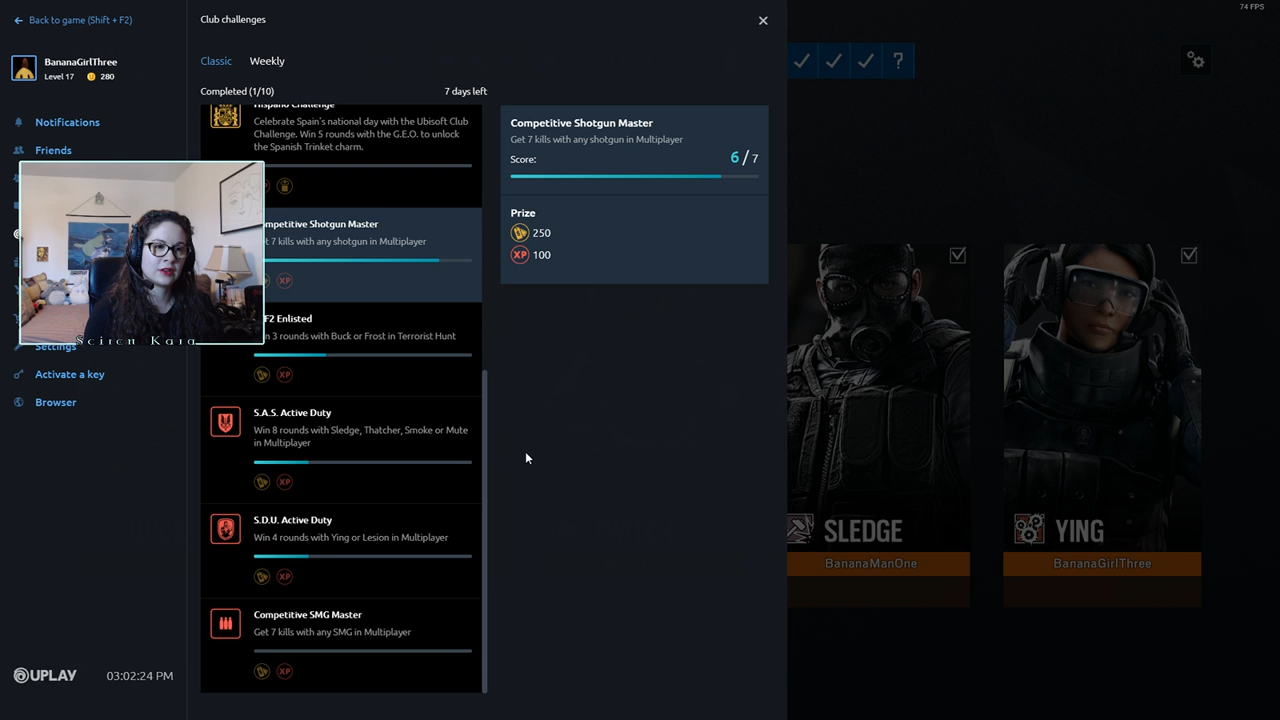 Back to game (Shift + F2)
Club challenges
74 FPS
BananaGirlThree
Level 17
280
Classic
Weekly
Completed (1/10)
7 days left
Notifications
Friends
Settings
Activate a key
Browser
UPLAY
03:02:24 PM
Hispano Challenge
Celebrate Spain's national day with the Ubisoft Club
Challenge. Win 5 rounds with the G.E.O. to unlock
the Spanish Trinket charm.
mpetitive Shotgun Master
t 7 kills with any shotgun in Multiplayer
XP
F2 Enlisted
n 3 rounds with Buck or Frost in Terrorist Hunt
XP
S.A.S. Active Duty
Win 8 rounds with Sledge, Thatcher, Smoke or Mute
in Multiplayer
XP
S.D.U. Active Duty
Win 4 rounds with Ying or Lesion in Multiplayer
XP
Competitive SMG Master
Get 7 kills with any SMG in Multiplayer
XP
Competitive Shotgun Master
Get 7 kills with any shotgun in Multiplayer
Score:
6 / 7
Prize
250
XP 100
?
SLEDGE
BananaManOne
YING
BananaGirlThree